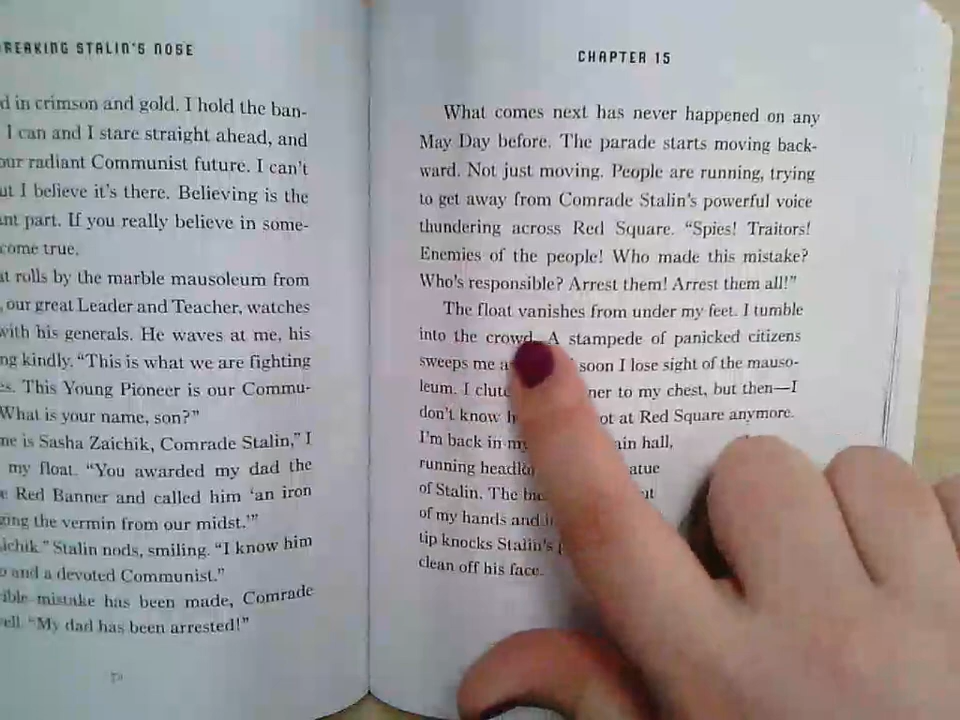 BREAKING STALIN'S NOSE
d in crimson and gold. I hold the ban-
I can and I stare straight ahead, and
our radiant Communist future. I can't
ut I believe it's there. Believing is the
ant part. If you really believe in some-
come true.
at rolls by the marble mausoleum from
, our great Leader and Teacher, watches
with his generals. He waves at me, his
ng kindly. "This is what we are fighting
es. This Young Pioneer is our Commu-
What is your name, son?"
me is Sasha Zaichik, Comrade Stalin," I
my float. "You awarded my dad the
e Red Banner and called him 'an iron
ging the vermin from our midst.'"
aichik." Stalin nods, smiling. "I know him
o and a devoted Communist."
ible mistake has been made, Comrade
ell. "My dad has been arrested!"
CHAPTER 15
What comes next has never happened on any
May Day before. The parade starts moving back-
ward. Not just moving. People are running, trying
to get away from Comrade Stalin's powerful voice
thundering across Red Square. "Spies! Traitors!
Enemies of the people! Who made this mistake?
Who's responsible? Arrest them! Arrest them all!"
The float vanishes from under my feet. I tumble
into the crowd. A stampede of panicked citizens
sweeps me a soon I lose sight of the mauso-
leum. I clut ner to my chest, but then—I
don't know h ot at Red Square anymore.
I'm back in my ain hall,
running headlo atue
of Stalin. The ba ut
of my hands and i
tip knocks Stalin's
clean off his face.